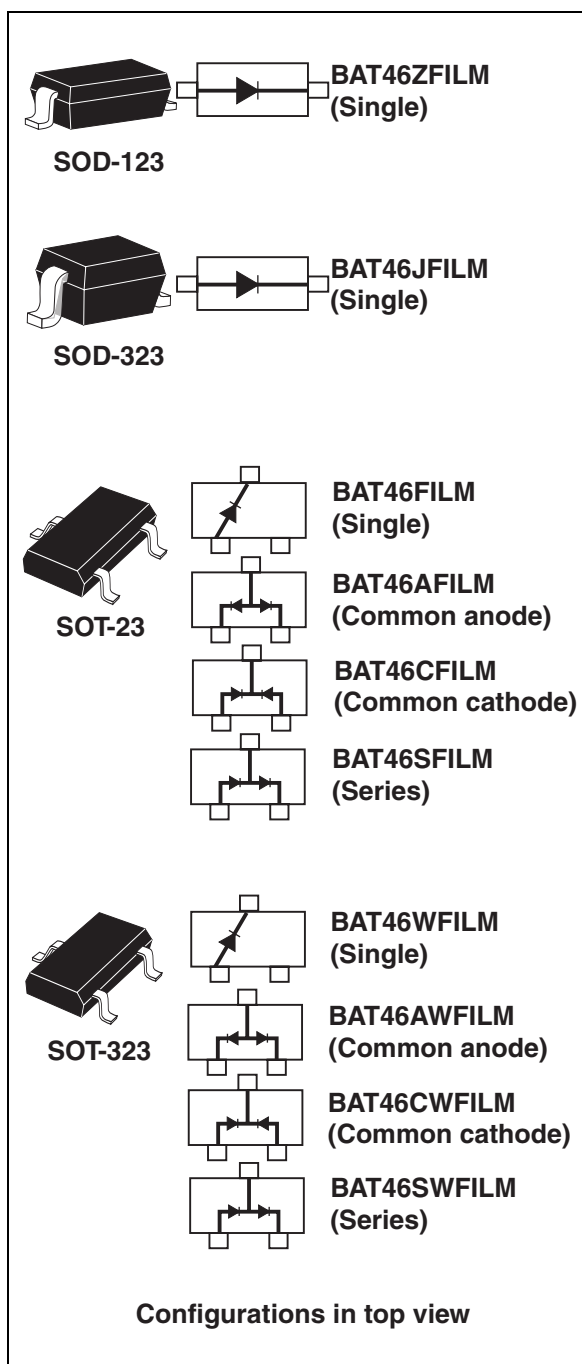 BAT46ZFILM
(Single)
SOD-123
BAT46JFILM
(Single)
SOD-323
BAT46FILM
(Single)
BAT46AFILM
(Common anode)
SOT-23
BAT46CFILM
(Common cathode)
BAT46SFILM
(Series)
BAT46WFILM
(Single)
BAT46AWFILM
(Common anode)
SOT-323
BAT46CWFILM
(Common cathode)
BAT46SWFILM
(Series)
Configurations in top view